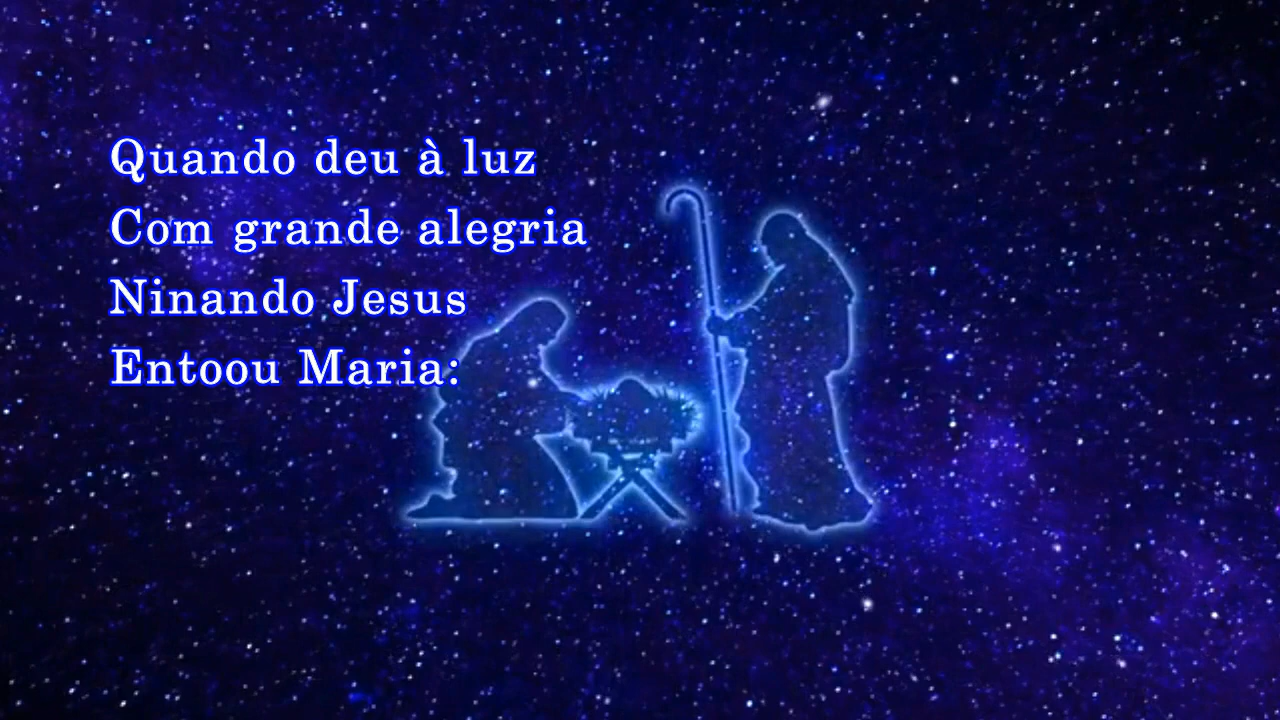 Quando deu à luz
Com grande alegria
Ninando Jesus
Entoou Maria: